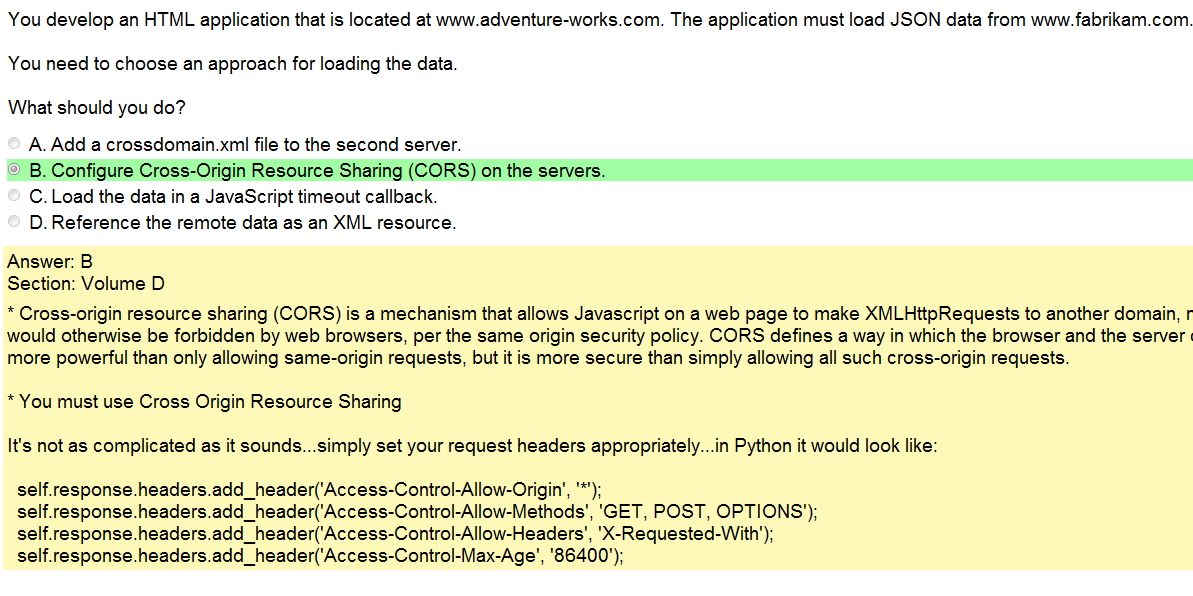 You develop an HTML application that is located at www.adventure-works.com. The application must load JSON data from www.fabrikam.com.
You need to choose an approach for loading the data.
What should you do?
A. Add a crossdomain.xml file to the second server.
B. Configure Cross-Origin Resource Sharing (CORS) on the servers.
C. Load the data in a JavaScript timeout callback.
D. Reference the remote data as an XML resource.
Answer: B
Section: Volume D
* Cross-origin resource sharing (CORS) is a mechanism that allows Javascript on a web page to make XMLHttpRequests to another domain,
would otherwise be forbidden by web browsers, per the same origin security policy. CORS defines a way in which the browser and the server
more powerful than only allowing same-origin requests, but it is more secure than simply allowing all such cross-origin requests.
* You must use Cross Origin Resource Sharing
It's not as complicated as it sounds...simply set your request headers appropriately...in Python it would look like:
self.response.headers.add_header('Access-Control-Allow-Origin', '*');
self.response.headers.add_header('Access-Control-Allow-Methods', 'GET, POST, OPTIONS');
self.response.headers.add_header('Access-Control-Allow-Headers', 'X-Requested-With');
self.response.headers.add_header('Access-Control-Max-Age', '86400');